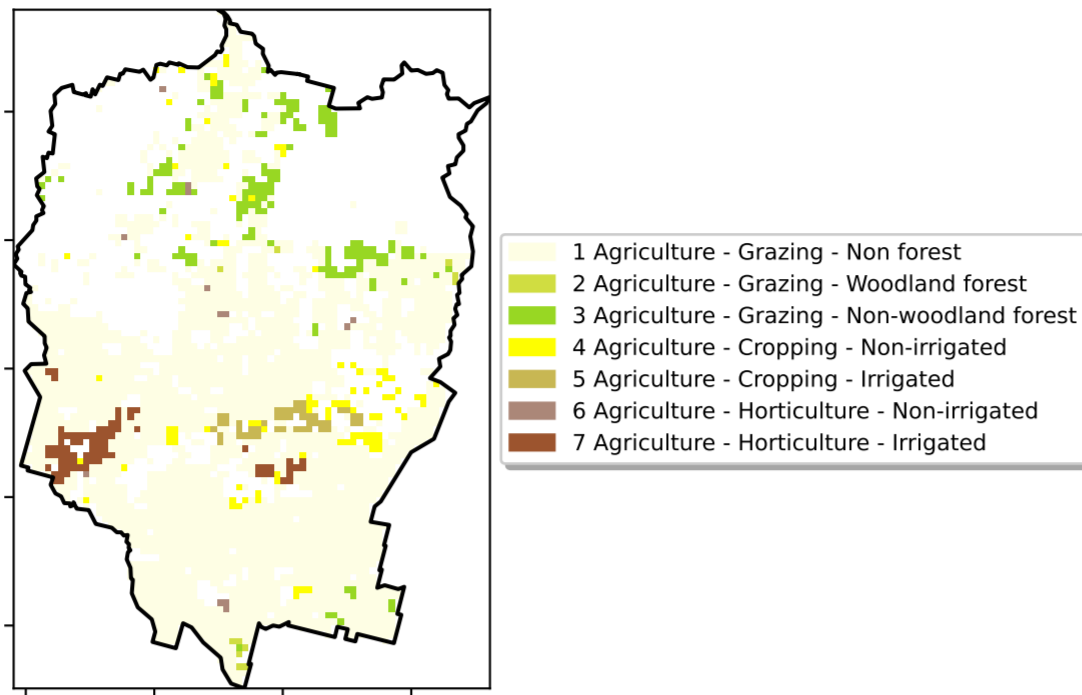 1 Agriculture - Grazing - Non forest
2 Agriculture - Grazing - Woodland forest
3 Agriculture - Grazing - Non-woodland forest
4 Agriculture - Cropping - Non-irrigated
5 Agriculture - Cropping - Irrigated
6 Agriculture - Horticulture - Non-irrigated
7 Agriculture - Horticulture - Irrigated